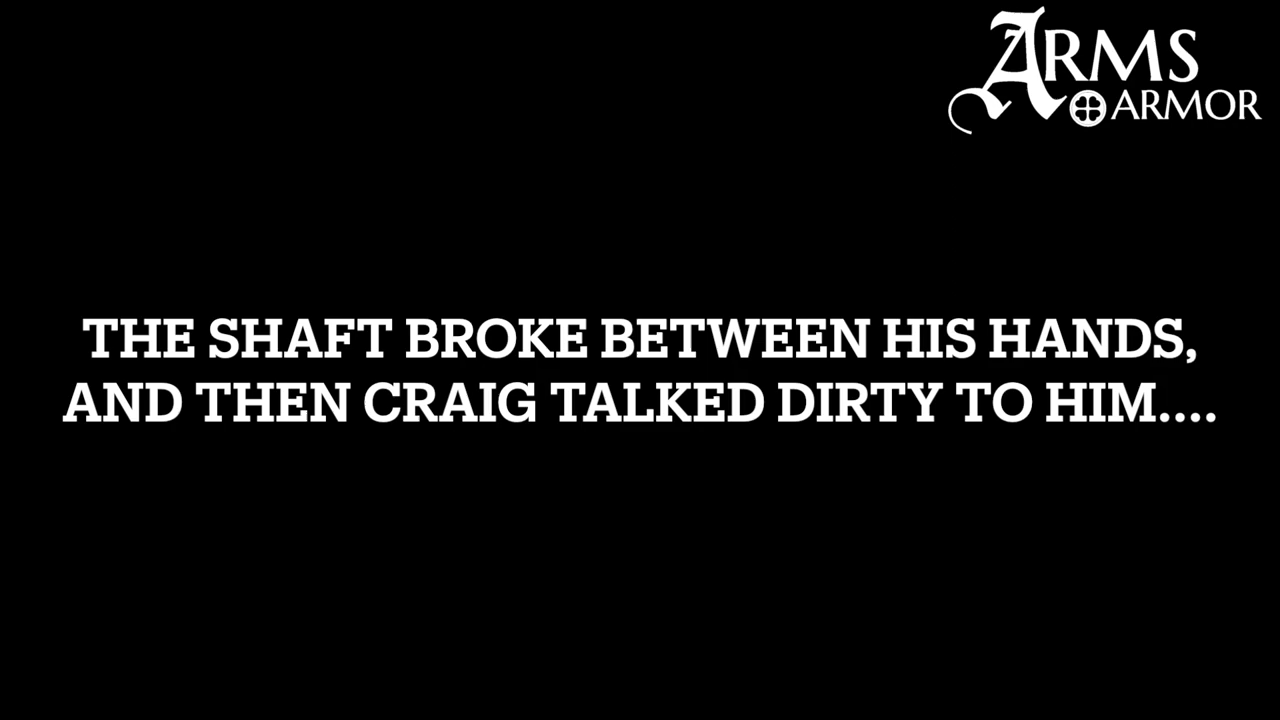 ARMS
ARMOR
THE SHAFT BROKE BETWEEN HIS HANDS,
AND THEN CRAIG TALKED DIRTY TO HIM....